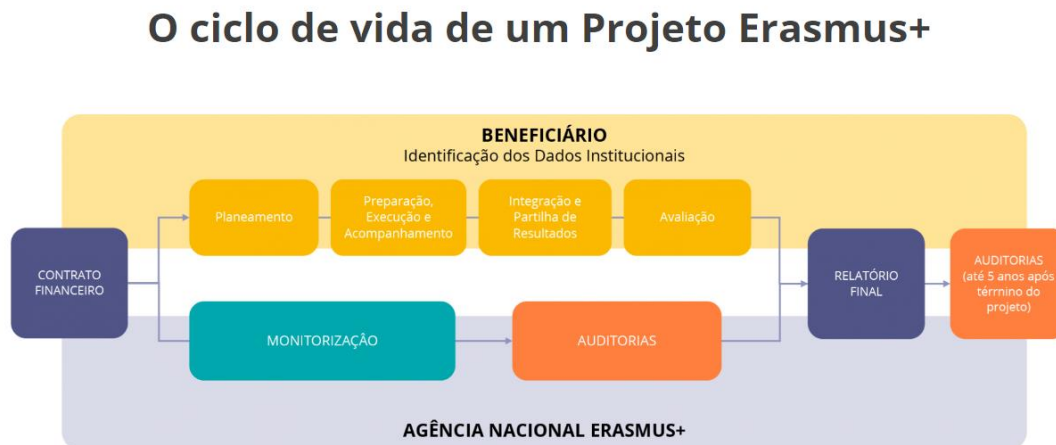 O ciclo de vida de um Projeto Erasmus+
BENEFICIÁRIO
Identificação dos Dados Institucionais
Planeamento
Preparação,
Execução e
Acompanhamento
Integração e
Partilha de
Resultados
Avaliação
CONTRATO
FINANCEIRO
MONITORIZAÇÃO
AUDITORIAS
RELATÓRIO
FINAL
AUDITORIAS
(até 5 anos após
térrnino do
projeto)
AGÊNCIA NACIONAL ERASMUS+